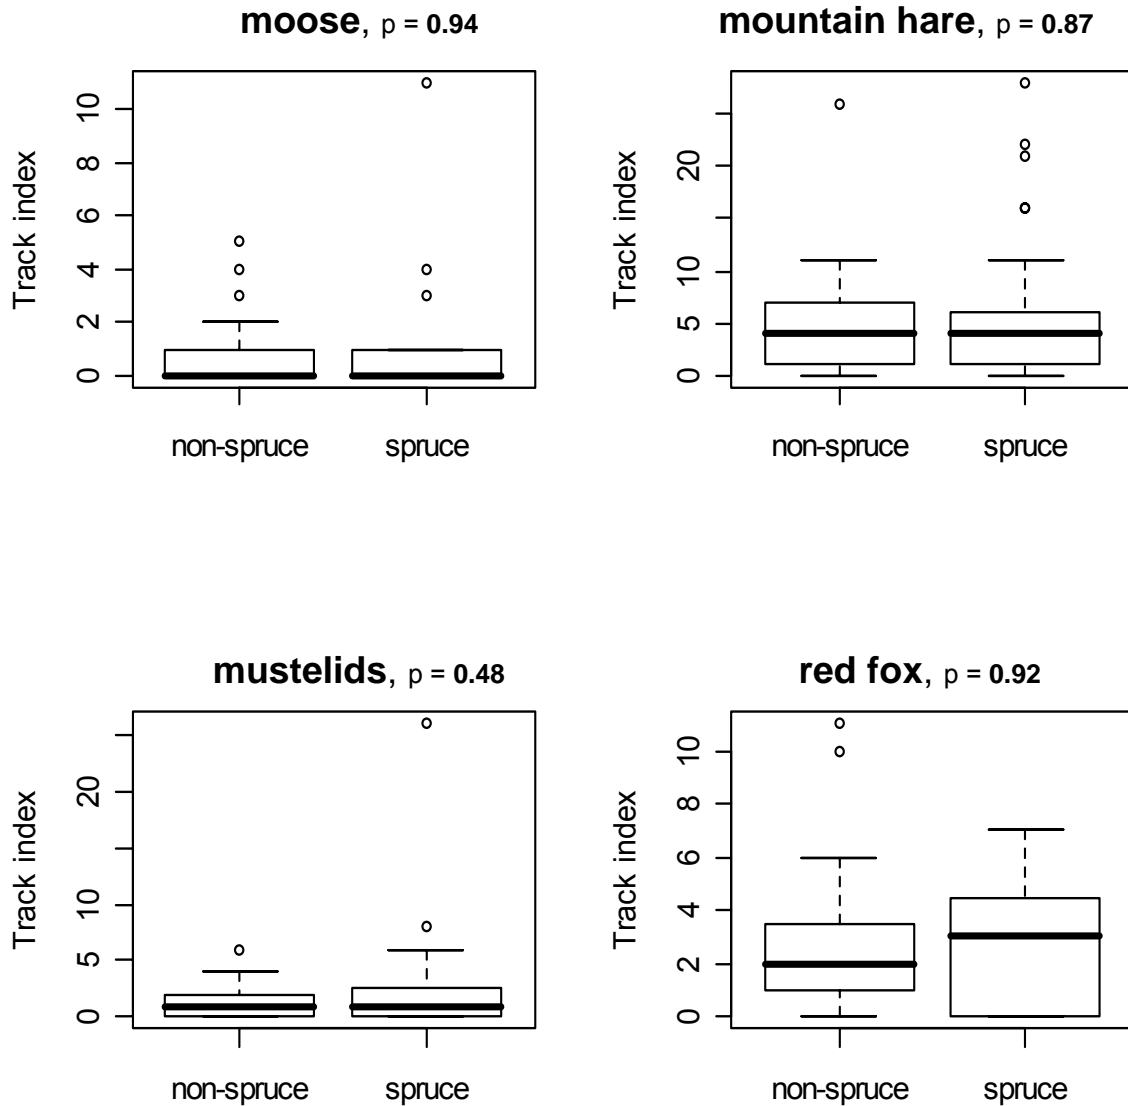 moose, p = 0.94
Track index
10
8
6
4
2
0
non-spruce spruce
mountain hare, p = 0.87
Track index
20
10
5
0
non-spruce spruce
mustelids, p = 0.48
Track index
20
10
5
0
non-spruce spruce
red fox, p = 0.92
Track index
10
8
6
4
2
0
non-spruce spruce